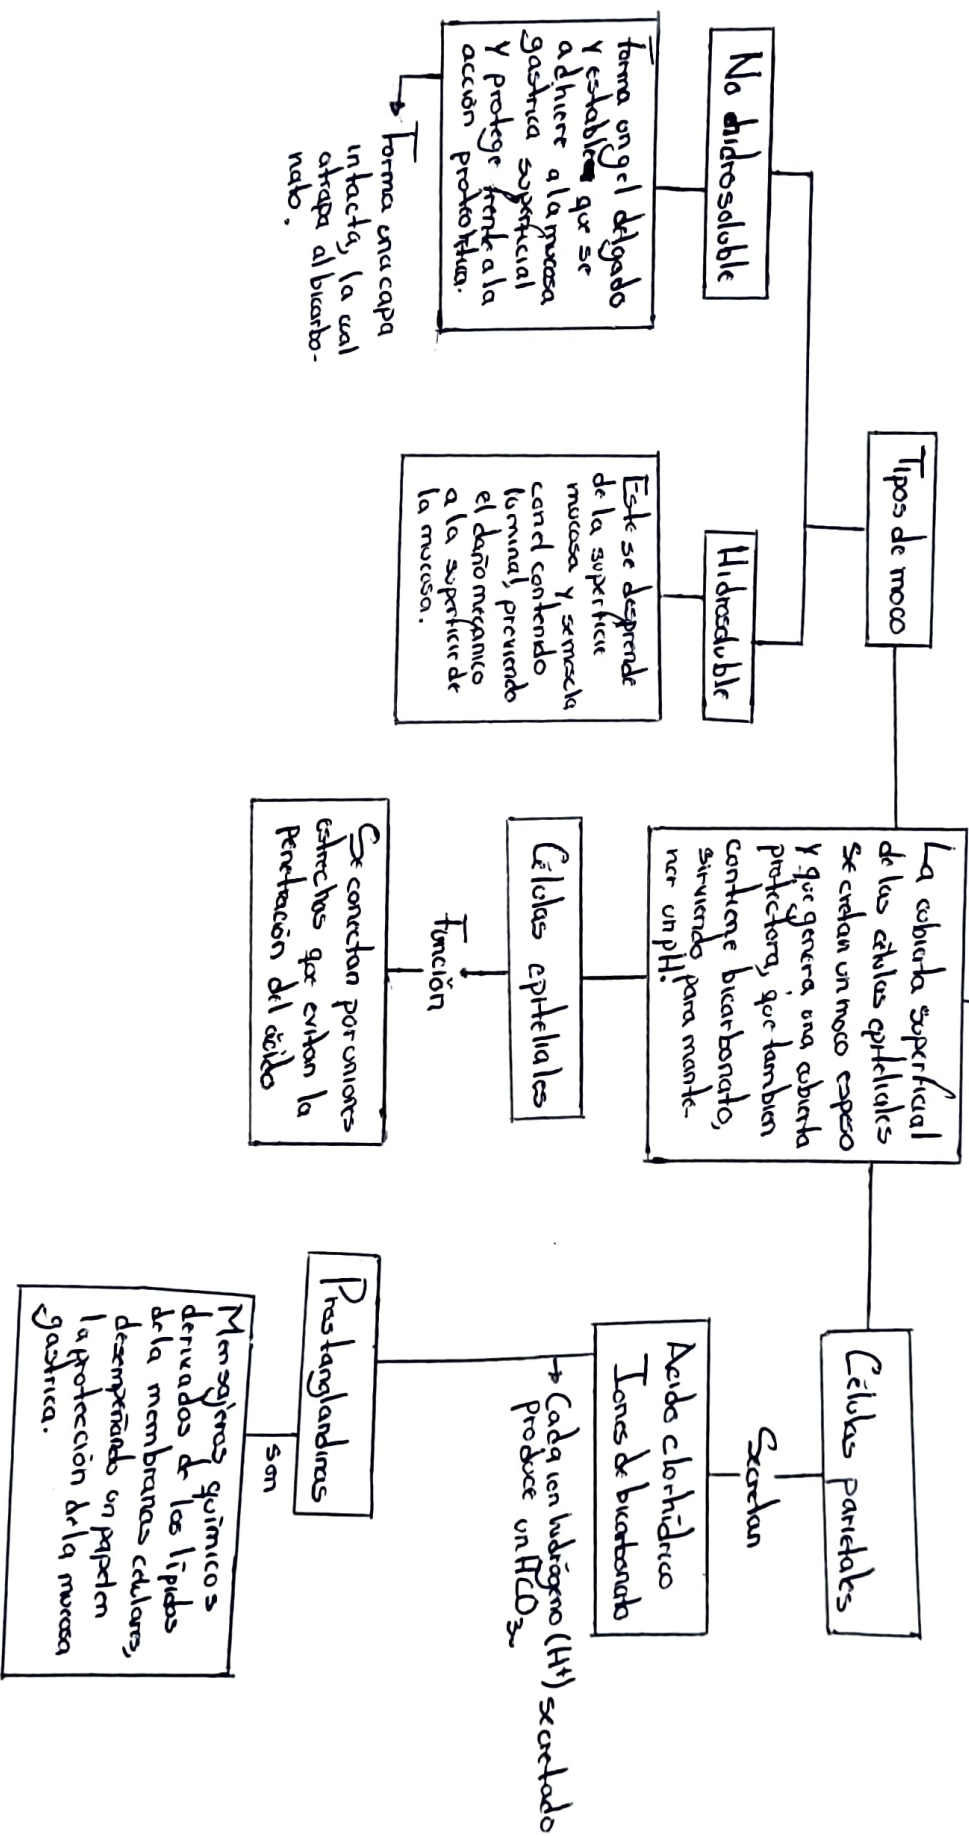 La cubierta superficial
de las células epiteliales
secretan un moco espeso
y que genera una cubierta
protectora, que tambien
contiene bicarbonato,
sirviendo para mante-
ner un pH.
Tipos de moco
No hidrosoluble
Forma un gel delgado
y estable que se
adhiere a la mucosa
gastrica superficial
y protege frente a la
acción proteolitica.
→ Forma una capa
intacta, la cual
atrapa al bicarbo-
nato.
Hidrosoluble
Este se desprende
de la superficie
mucosa y se mescla
con el contenido
luminal, previendo
el daño mecanico
a la superficie de
la mucosa.
Células epiteliales
Función
Se conectan por uniones
estrechas que evitan la
penetración del ácido
Células parietales
Secretan
Acido clorhídrico
Iones de bicarbonato
→ Cada ion hidrógeno (H+) secretado
produce un HCO3
Prostanglandinas
son
Mensajeros químicos
derivados de los lípidos
de la membranas celulares,
desempeñando un papel en
la protección de la mucosa
gastrica.